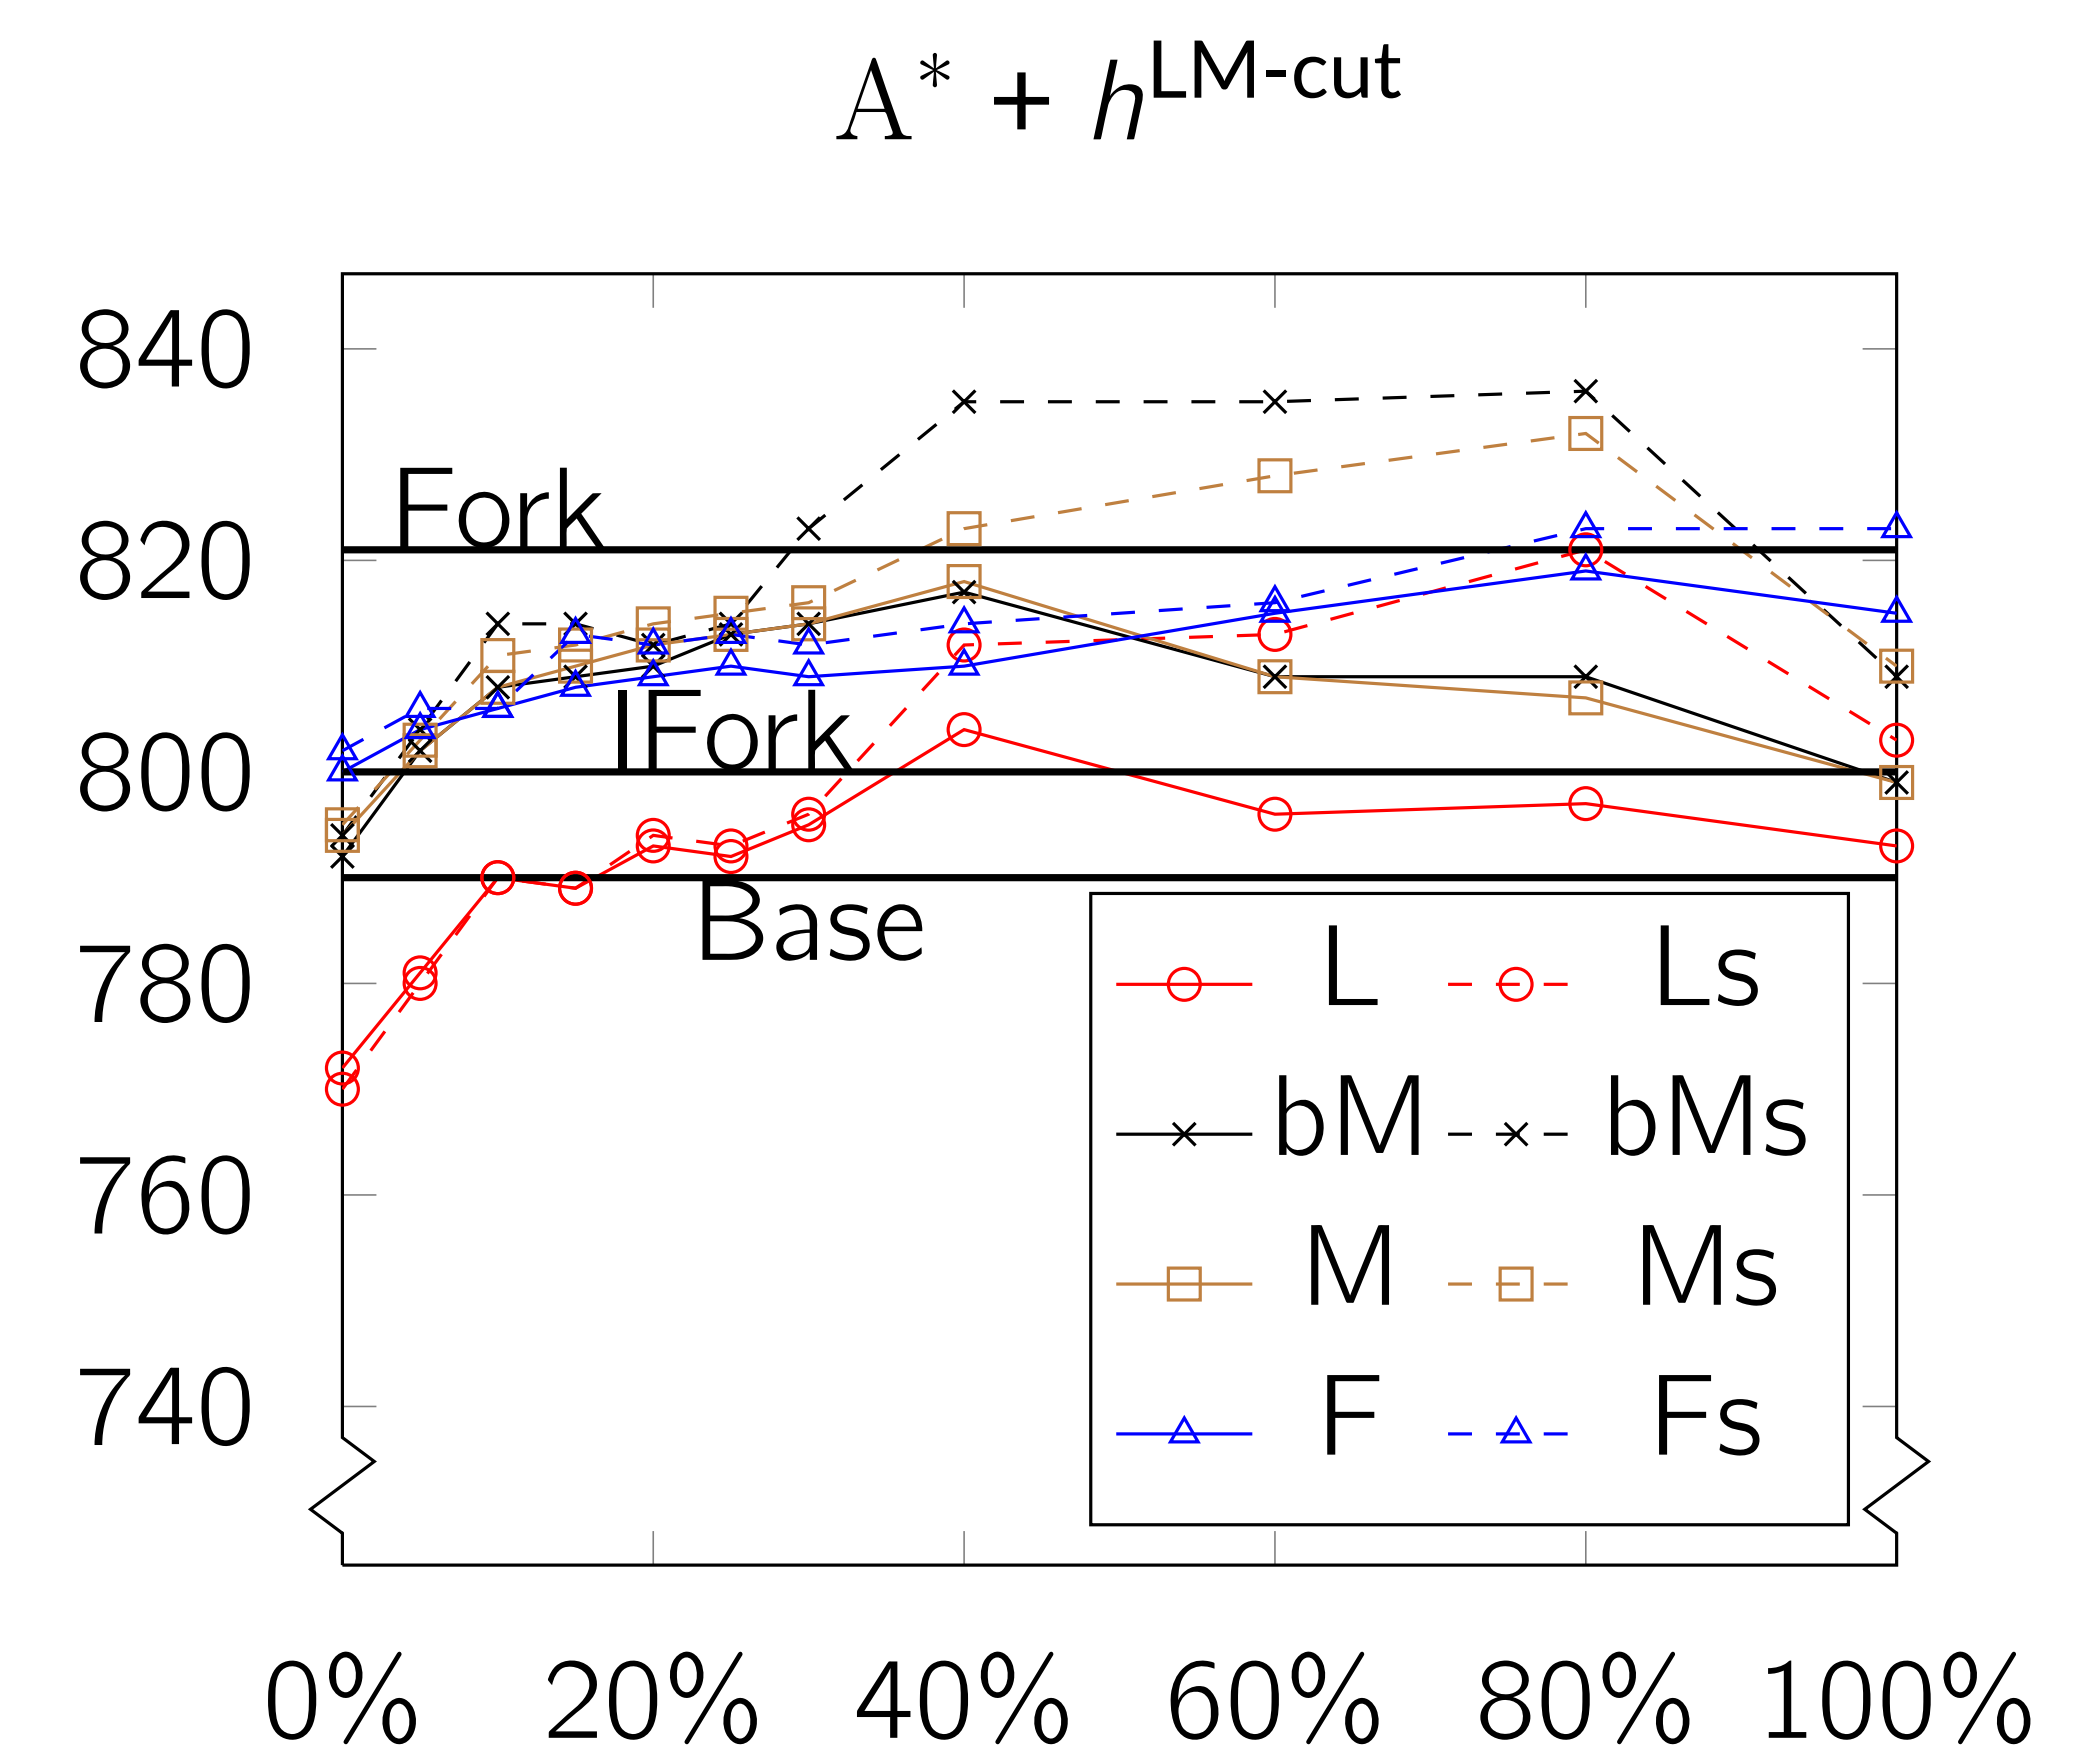 A* + hLM-cut
840
Fork
820
IFork
800
Base
780
L Ls
bM bMs
760
M Ms
740
F Fs
0% 20% 40% 60% 80% 100%